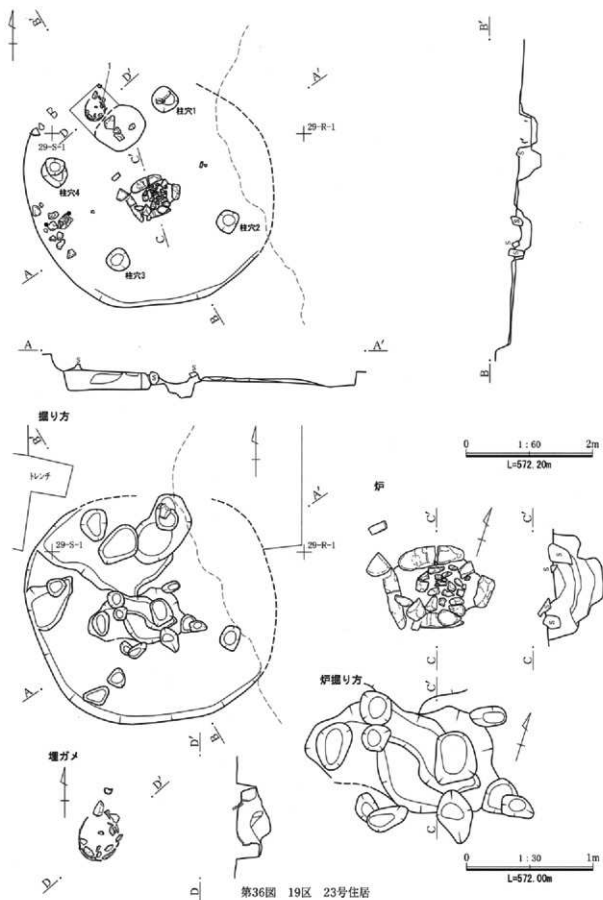 B'
D'
A'
1
B
D
柱穴1
29-S-1
29-R-1
C'
柱穴4
C
柱穴2
柱穴3
A
B
B'
S
S
S
S
B
A
A'
S
S
S
掘り方
B'
トレンチ
A'
29-S-1
29-R-1
A
B
0
1:60
2m
L=572.20m
炉
C'
C'
S
S
S
C
C
炉掘り方
C'
C
埋ガメ
D'
D'
D
D
0
1:30
1m
L=572.00m
第36図 19区 23号住居